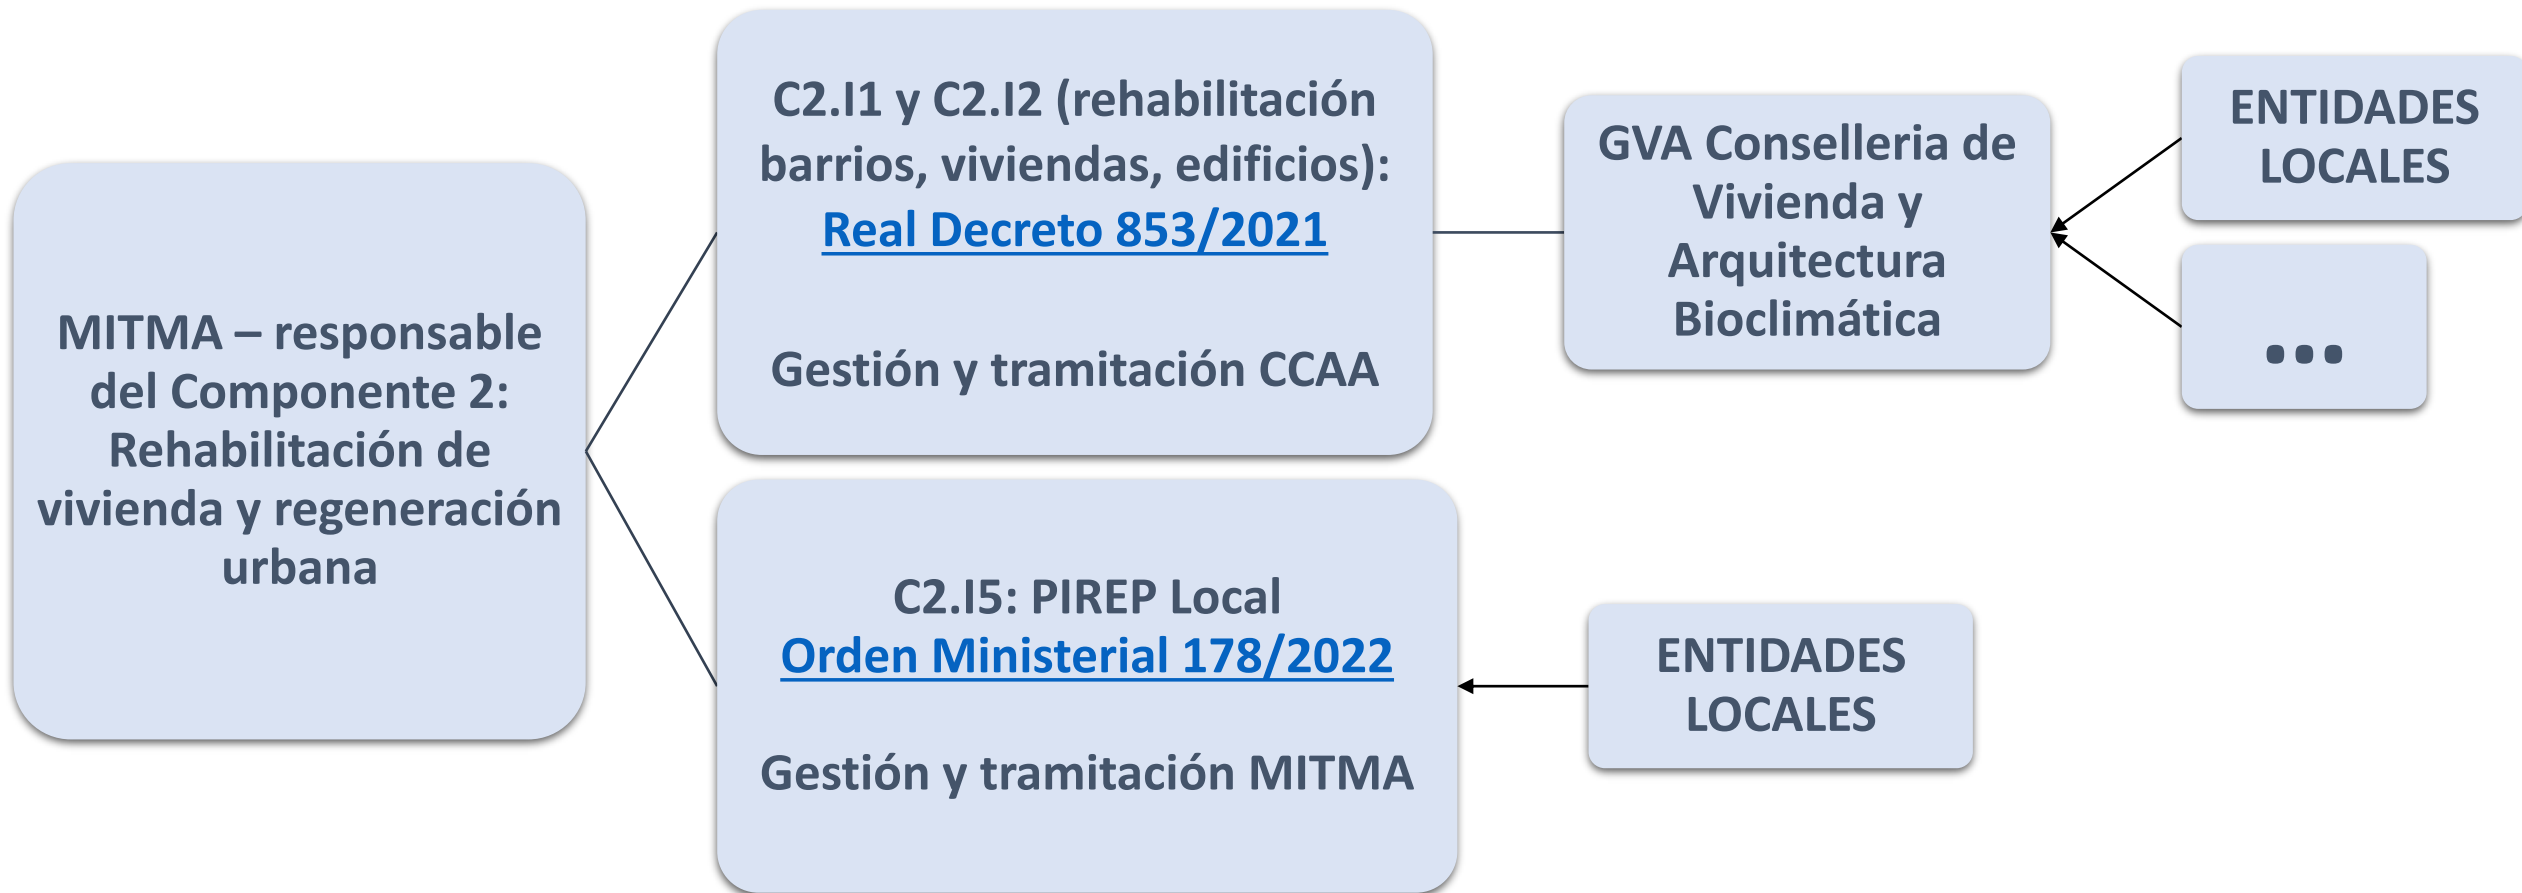 MITMA – responsable
del Componente 2:
Rehabilitación de
vivienda y regeneración
urbana
C2.I1 y C2.I2 (rehabilitación
barrios, viviendas, edificios):
Real Decreto 853/2021
Gestión y tramitación CCAA
GVA Conselleria de
Vivienda y
Arquitectura
Bioclimática
ENTIDADES
LOCALES
...
C2.I5: PIREP Local
Orden Ministerial 178/2022
Gestión y tramitación MITMA
ENTIDADES
LOCALES